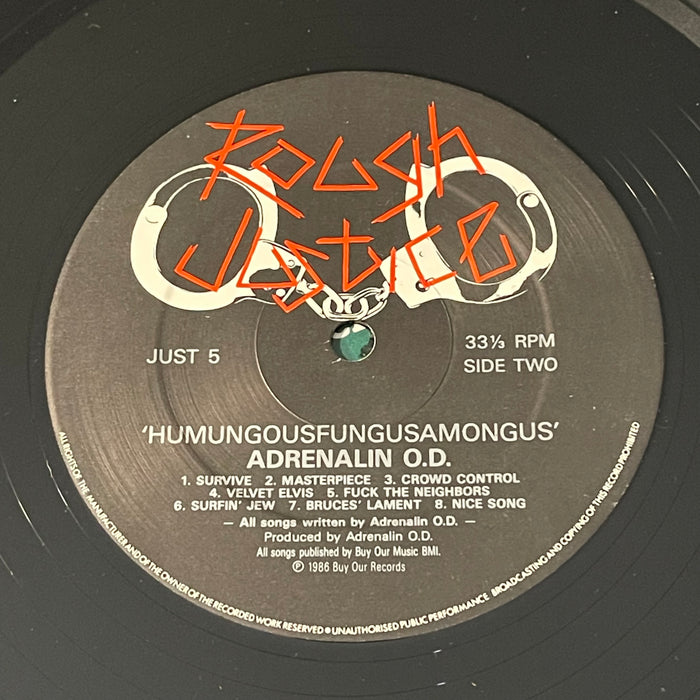 Rough
Justice
JUST 5
33⅓ RPM
SIDE TWO
'HUMUNGOUSFUNGUSAMONGUS'
ADRENALIN O.D.
1. SURVIVE 2. MASTERPIECE 3. CROWD CONTROL
4. VELVET ELVIS 5. FUCK THE NEIGHBORS
6. SURFIN' JEW 7. BRUCES' LAMENT 8. NICE SONG
— All songs written by Adrenalin O.D. —
Produced by Adrenalin O.D.
All songs published by Buy Our Music BMI.
℗ 1986 Buy Our Records
ALL RIGHTS OF THE MANUFACTURER AND OF THE OWNER OF THE RECORDED WORK RESERVED ● UNAUTHORISED PUBLIC PERFORMANCE BROADCASTING AND COPYING OF THIS RECORD PROHIBITED